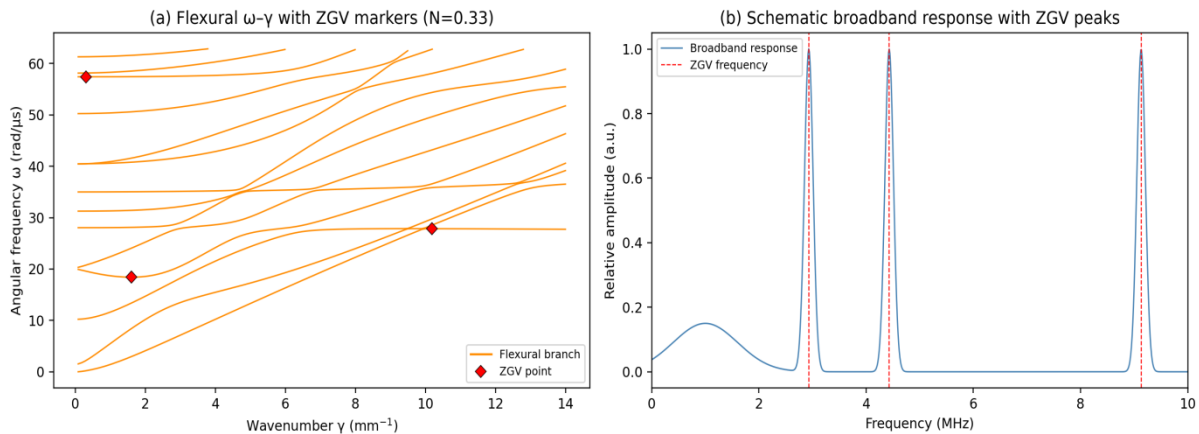 (a) Flexural ω–γ with ZGV markers (N=0.33)
Angular frequency ω (rad/μs)
60
50
40
30
20
10
0
0 2 4 6 8 10 12 14
Wavenumber γ (mm⁻¹)
Flexural branch
ZGV point
(b) Schematic broadband response with ZGV peaks
Relative amplitude (a.u.)
1.0
0.8
0.6
0.4
0.2
0.0
0 2 4 6 8 10
Frequency (MHz)
Broadband response
ZGV frequency